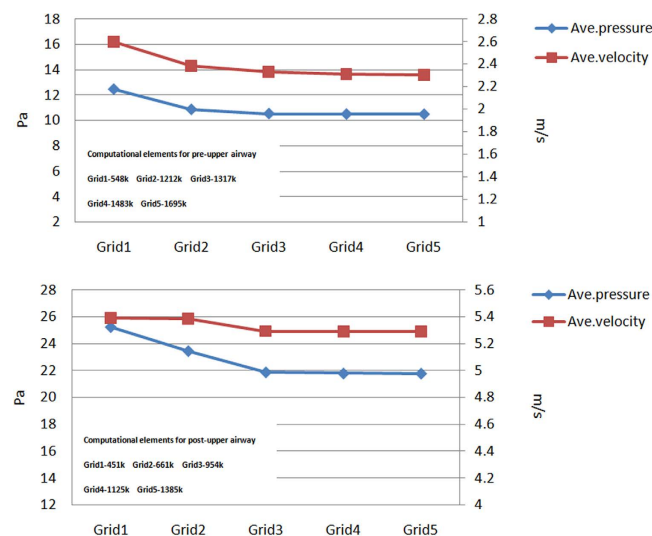 18
16
14
12
10
8
6
4
2
Pa
2.8
2.6
2.4
2.2
2
1.8
1.6
1.4
1.2
1
m/s
Ave.pressure
Ave.velocity
Computational elements for pre-upper airway
Grid1-548k Grid2-1212k Grid3-1317k
Grid4-1483k Grid5-1695k
Grid1 Grid2 Grid3 Grid4 Grid5
28
26
24
22
20
18
16
14
12
Pa
5.6
5.4
5.2
5
4.8
4.6
4.4
4.2
4
m/s
Ave.pressure
Ave.velocity
Computational elements for post-upper airway
Grid1-451k Grid2-661k Grid3-954k
Grid4-1125k Grid5-1385k
Grid1 Grid2 Grid3 Grid4 Grid5